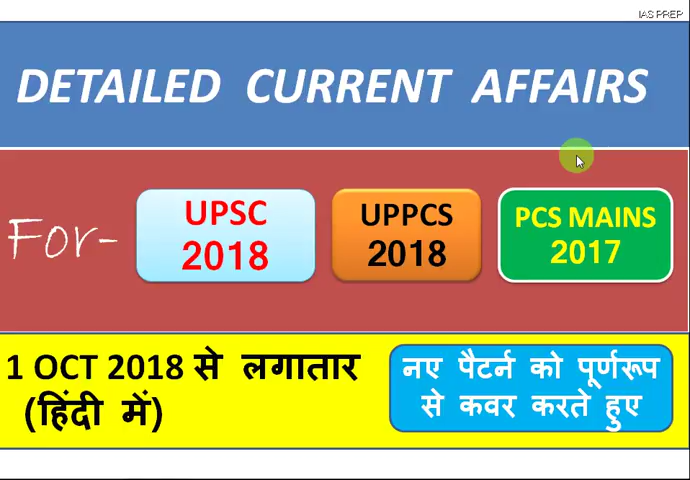 IAS PREP
DETAILED CURRENT AFFAIRS
For-
UPSC
2018
UPPCS
2018
PCS MAINS
2017
1 OCT 2018 से लगातार
(हिंदी में)
नए पैटर्न को पूर्णरूप
से कवर करते हुए